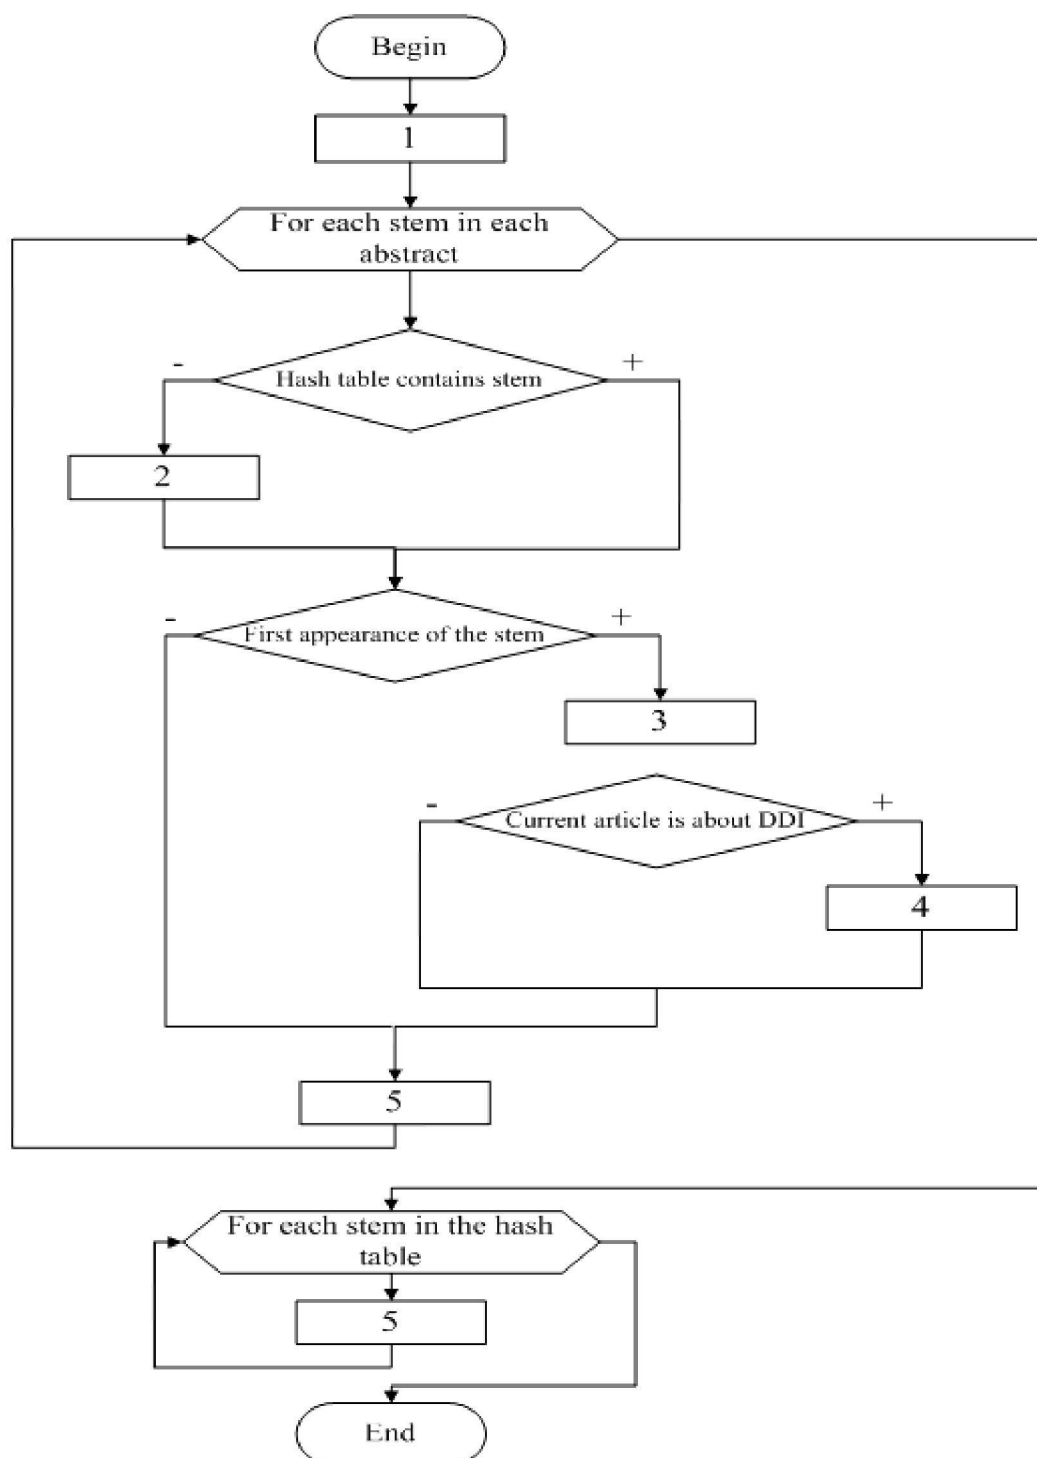 Begin
1
For each stem in each
abstract
-
+
Hash table contains stem
2
-
+
First appearance of the stem
3
-
+
Current article is about DDI
4
5
For each stem in the hash
table
5
End